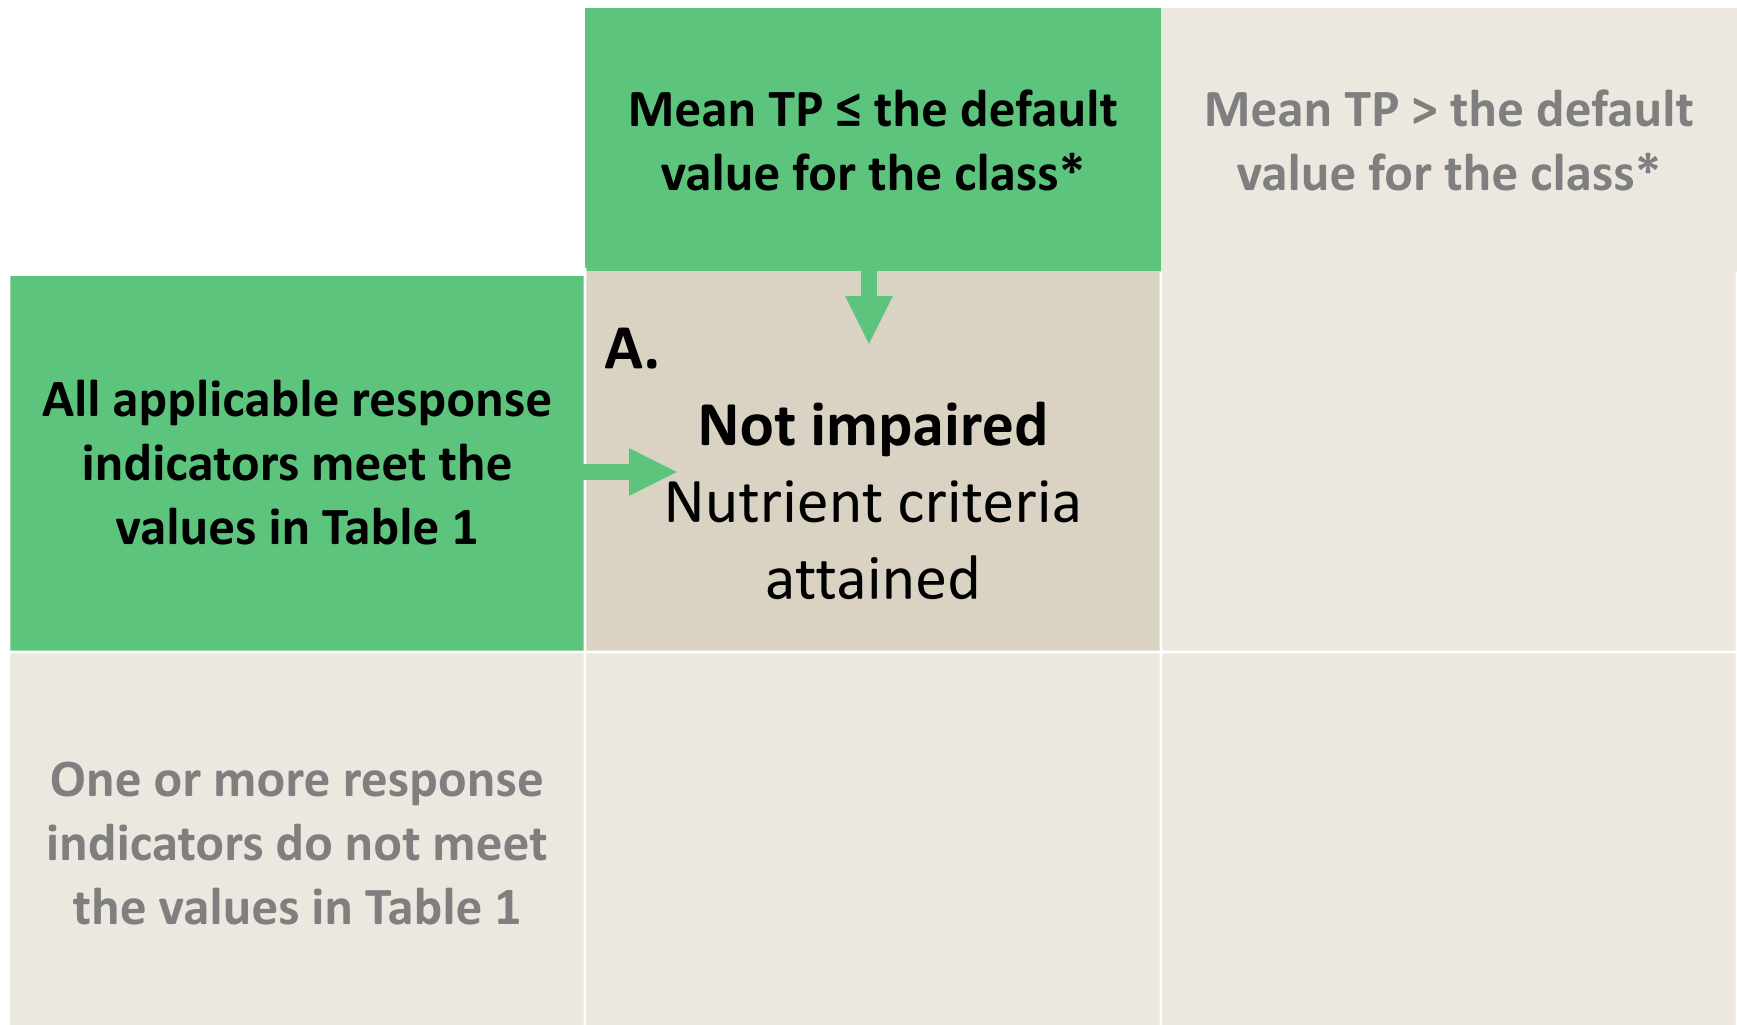 Mean TP ≤ the default
value for the class*
Mean TP > the default
value for the class*
All applicable response
indicators meet the
values in Table 1
A.
Not impaired
Nutrient criteria
attained
One or more response
indicators do not meet
the values in Table 1